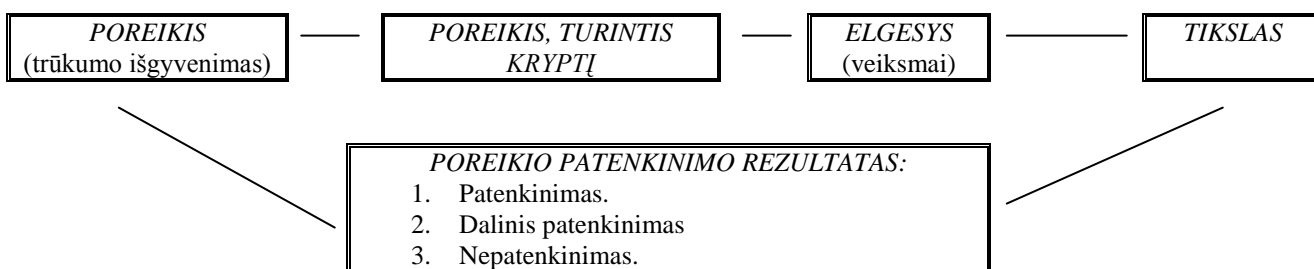 POREIKIS
(trūkumo išgyvenimas)
POREIKIS, TURINTIS
KRYPTĮ
ELGESYS
(veiksmai)
TIKSLAS
POREIKIO PATENKINIMO REZULTATAS:
1. Patenkinimas.
2. Dalinis patenkinimas
3. Nepatenkinimas.